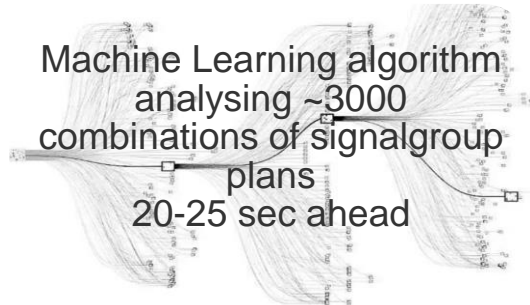 Machine Learning algorithm
analysing ~3000
combinations of signalgroup
plans
20-25 sec ahead